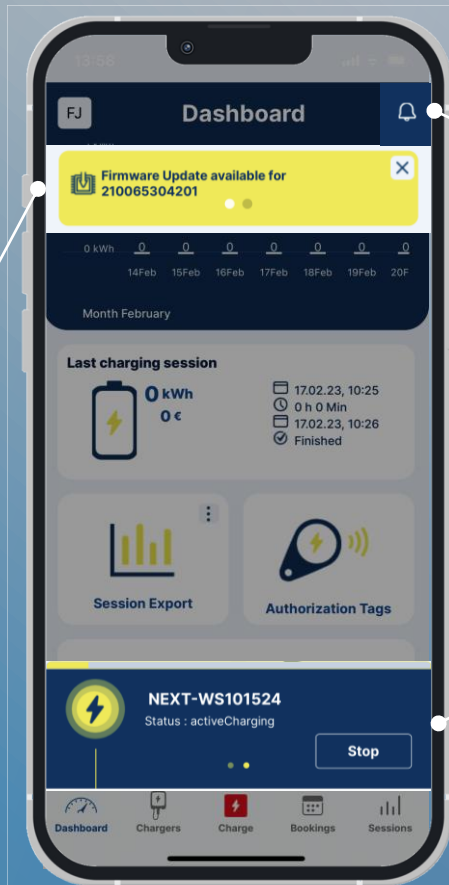 13:58
FJ
Dashboard
Firmware Update available for
210065304201
0 kWh 0 0 0 0 0 0 0
14Feb 15Feb 16Feb 17Feb 18Feb 19Feb 20F
Month February
Last charging session
0 kWh
0 €
17.02.23, 10:25
0 h 0 Min
17.02.23, 10:26
Finished
Session Export
Authorization Tags
NEXT-WS101524
Status : activeCharging
Stop
Dashboard Chargers Charge Bookings Sessions